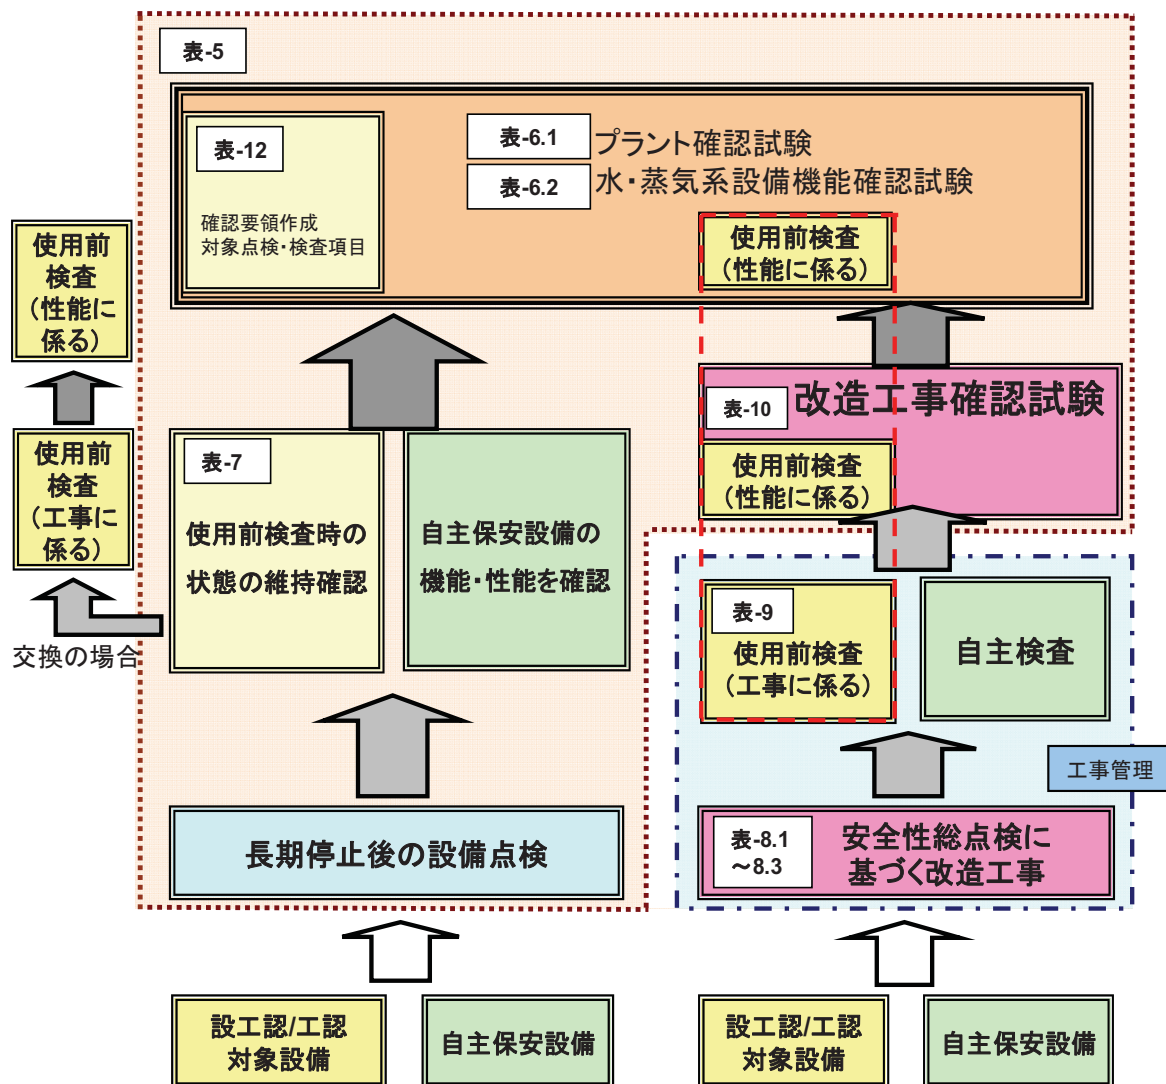 表-5
表-12
確認要領作成
対象点検・検査項目
表-6.1
プラント確認試験
表-6.2
水・蒸気系設備機能確認試験
使用前検査
(性能に係る)
使用前
検査
(性能に
係る)
使用前
検査
(工事に
係る)
交換の場合
表-7
使用前検査時の
状態の維持確認
自主保安設備の
機能・性能を確認
表-10
改造工事確認試験
使用前検査
(性能に係る)
表-9
使用前検査
(工事に係る)
自主検査
工事管理
長期停止後の設備点検
表-8.1
～8.3
安全性総点検に
基づく改造工事
設工認/工認
対象設備
自主保安設備
設工認/工認
対象設備
自主保安設備